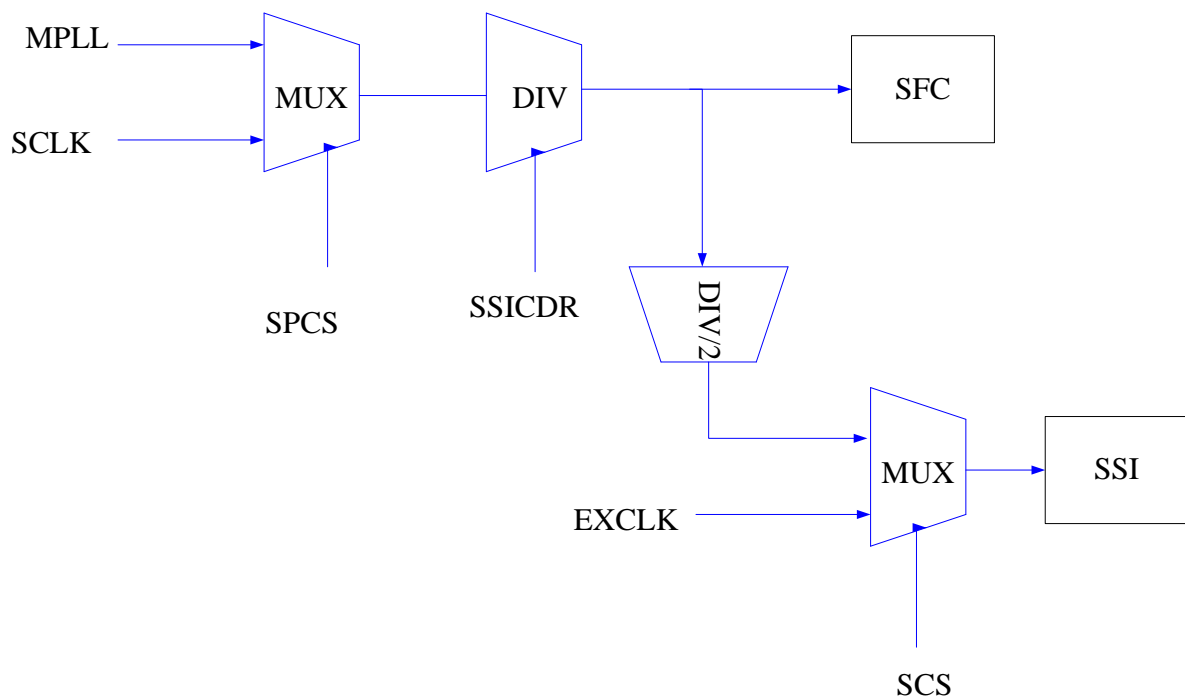 MPLL
MUX
DIV
SFC
SCLK
SPCS
SSICDR
DIV/2
MUX
SSI
EXCLK
SCS